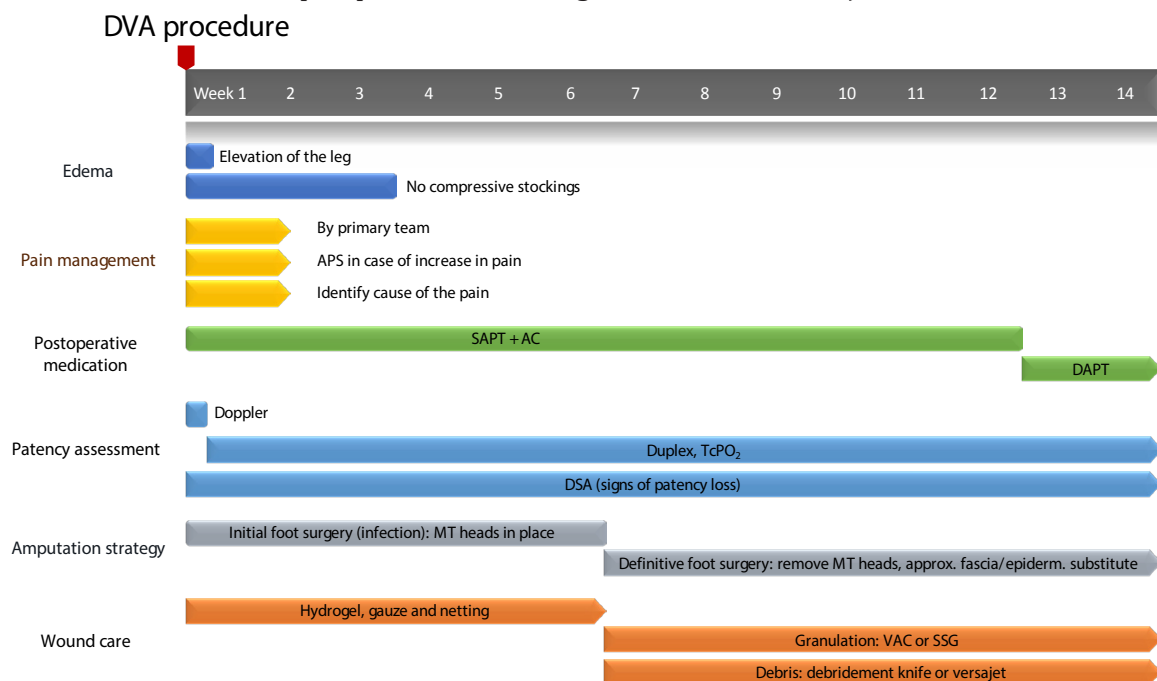 DVA procedure
Week 1 2 3 4 5 6 7 8 9 10 11 12 13 14
Edema
Elevation of the leg
No compressive stockings
Pain management
By primary team
APS in case of increase in pain
Identify cause of the pain
Postoperative
medication
SAPT + AC
DAPT
Patency assessment
Doppler
Duplex, TcPO₂
DSA (signs of patency loss)
Amputation strategy
Initial foot surgery (infection): MT heads in place
Definitive foot surgery: remove MT heads, approx. fascia/epiderm. substitute
Wound care
Hydrogel, gauze and netting
Granulation: VAC or SSG
Debris: debridement knife or versajet